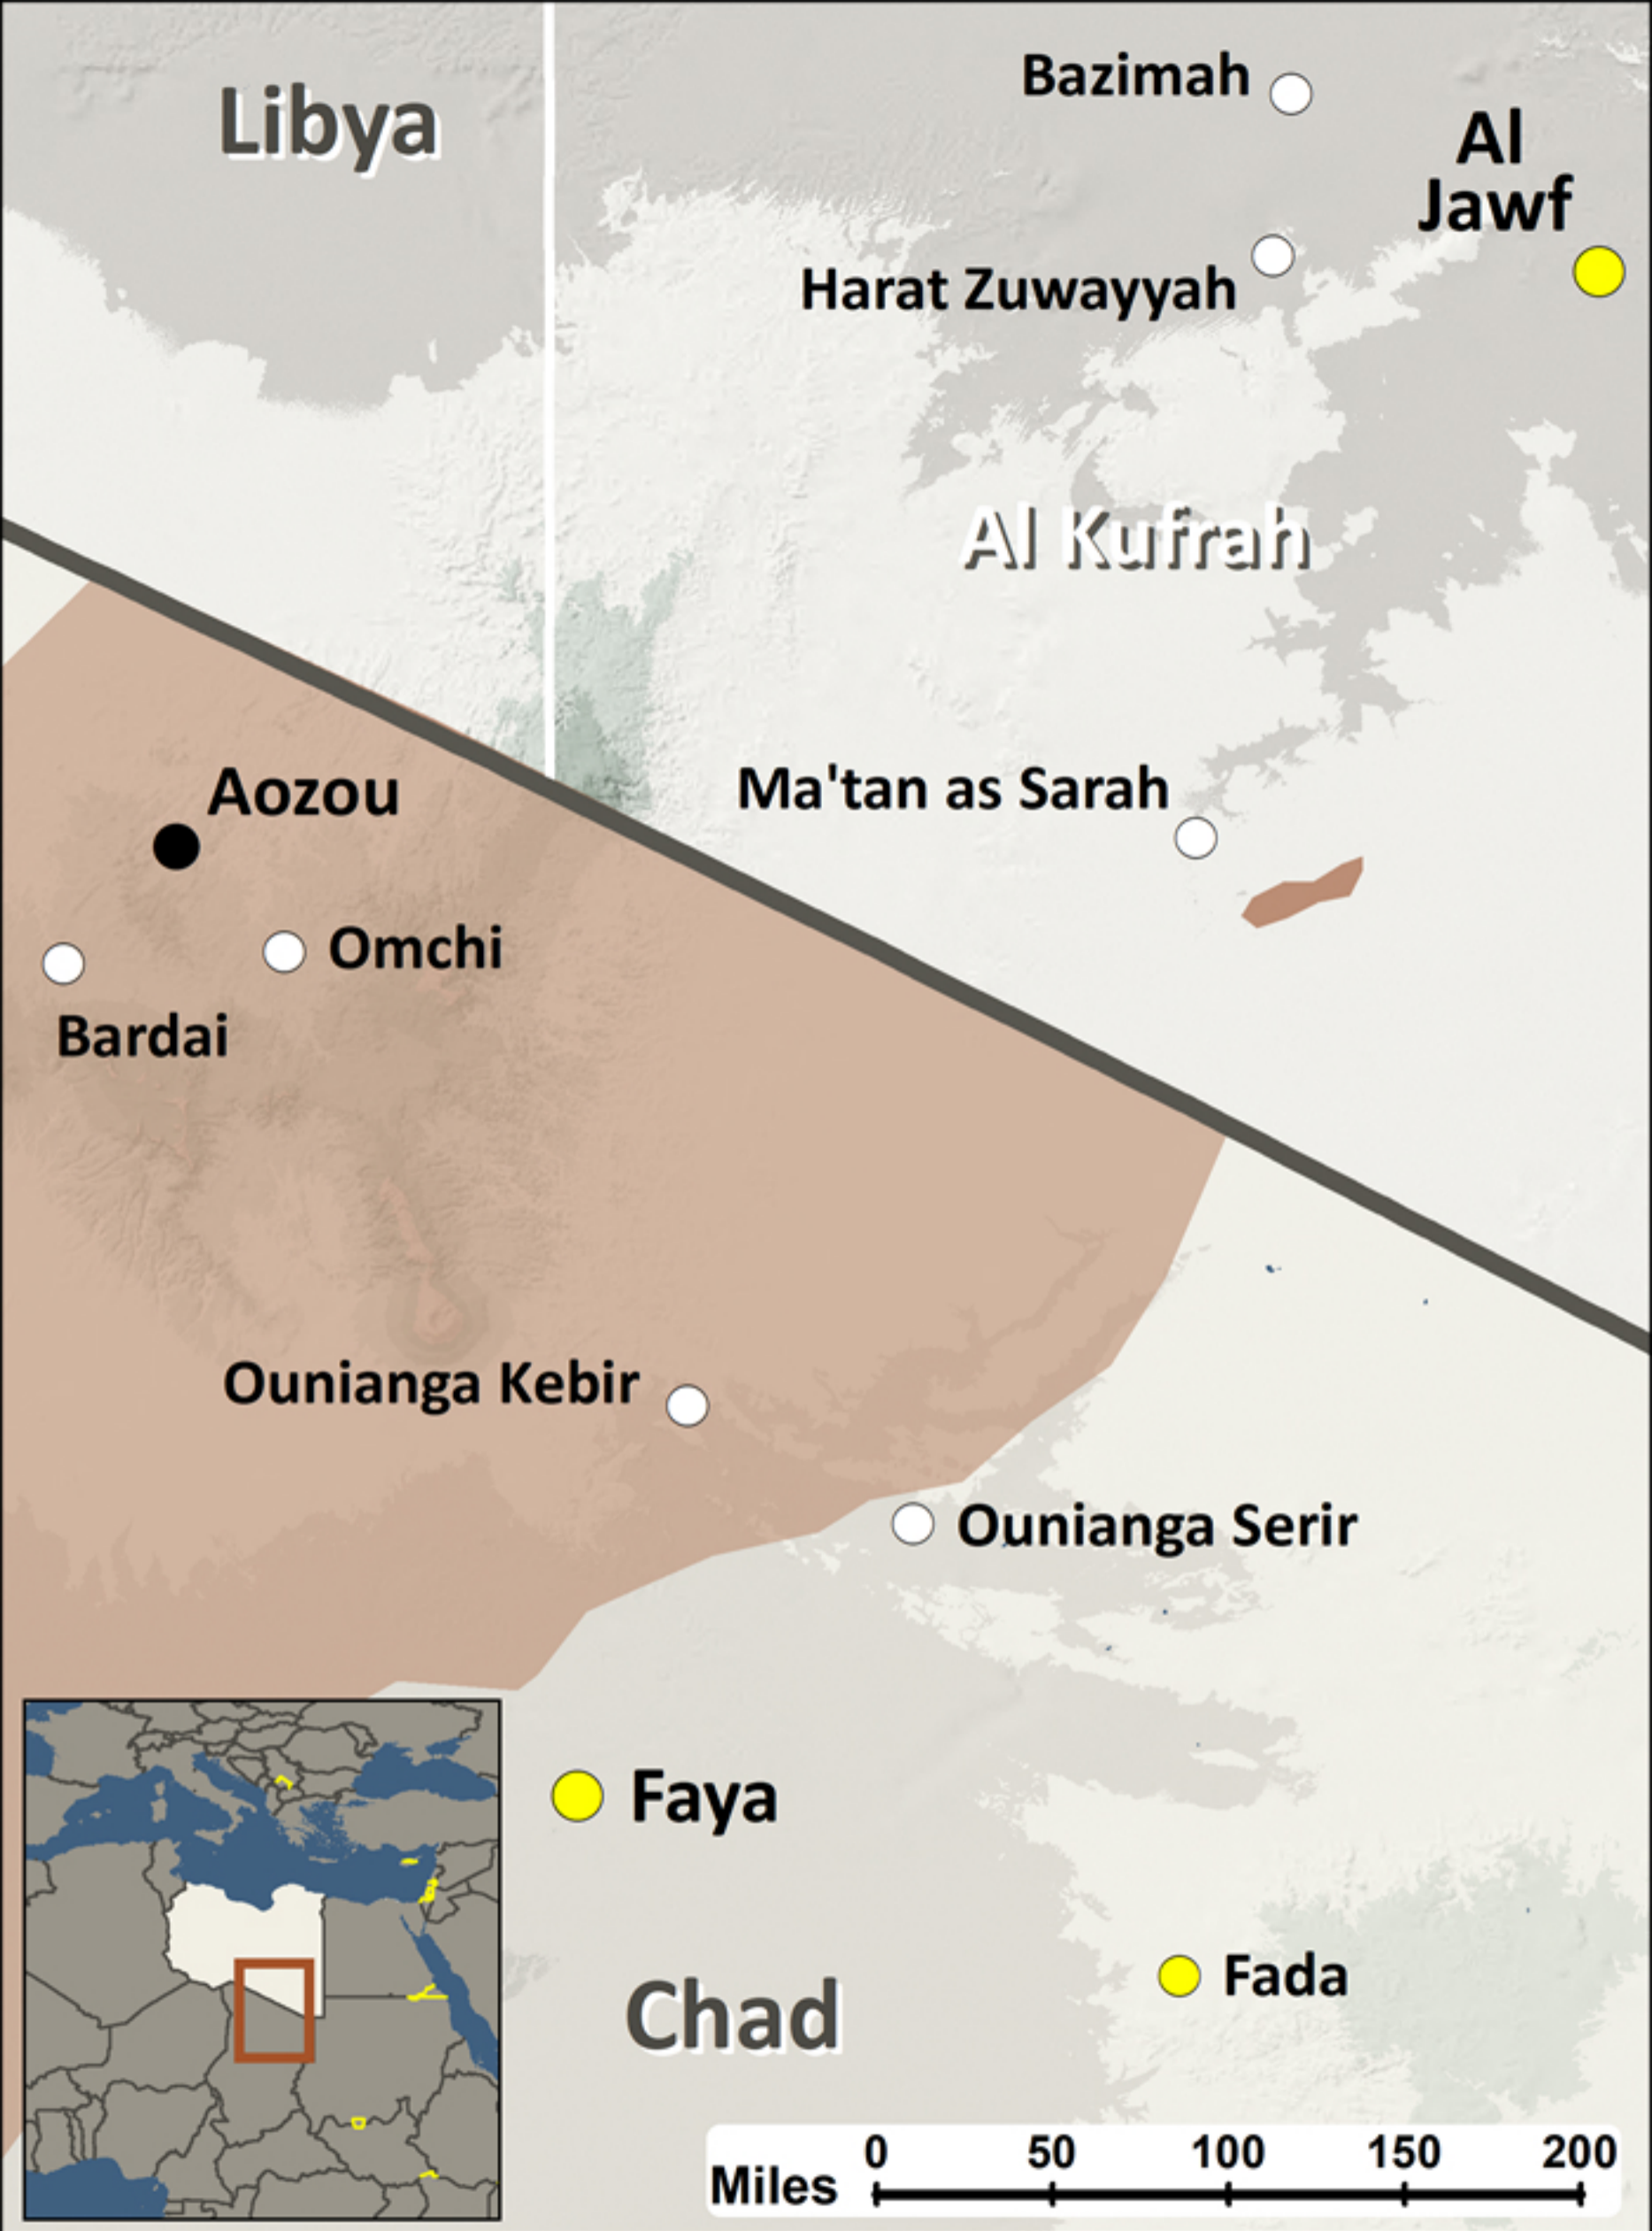 Libya
Bazimah
Al
Jawf
Harat Zuwayyah
Al Kufrah
Aozou
Ma'tan as Sarah
Omchi
Bardai
Ounianga Kebir
Ounianga Serir
Faya
Fada
Chad
0 50 100 150 200
Miles